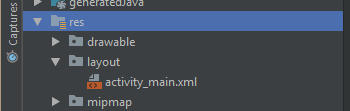 Captures
generatedJava
res
drawable
layout
activity_main.xml
mipmap